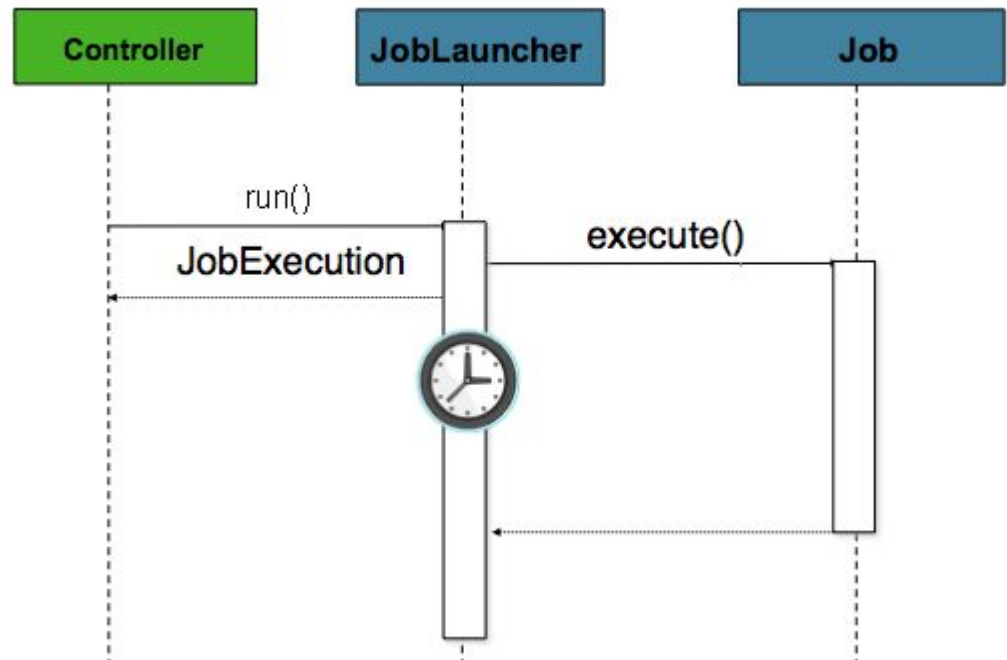 Controller
JobLauncher
Job
run()
execute()
JobExecution